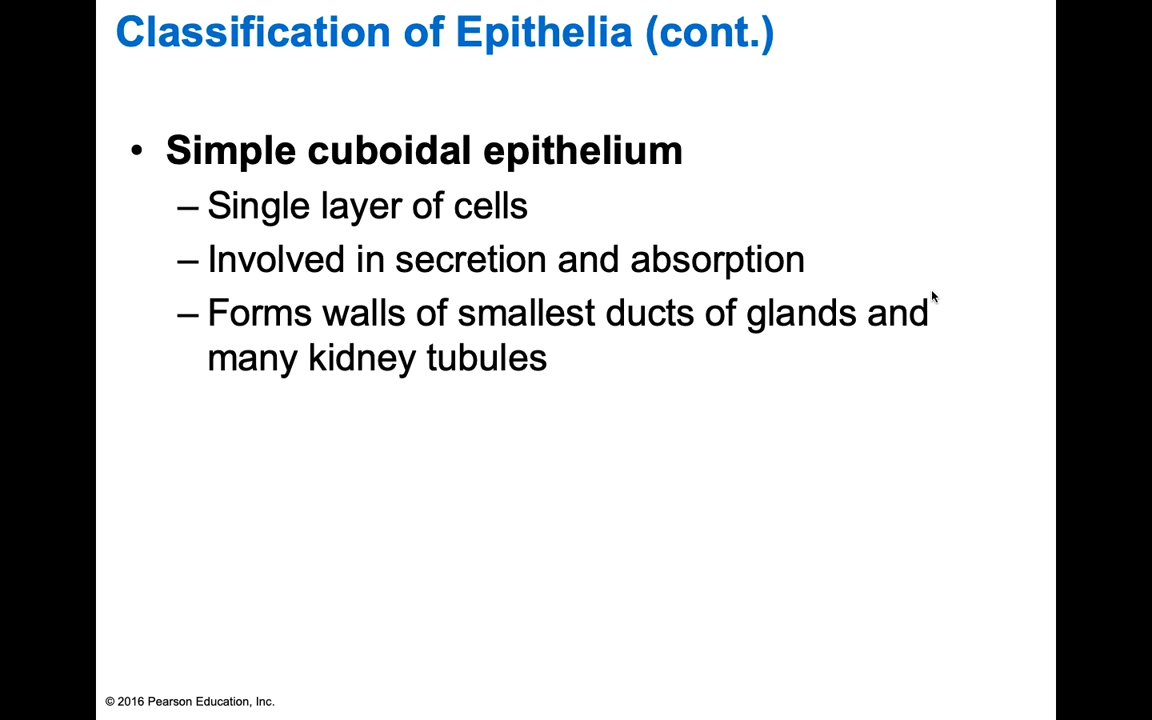 Classification of Epithelia (cont.)
• Simple cuboidal epithelium
– Single layer of cells
– Involved in secretion and absorption
– Forms walls of smallest ducts of glands and
many kidney tubules
© 2016 Pearson Education, Inc.